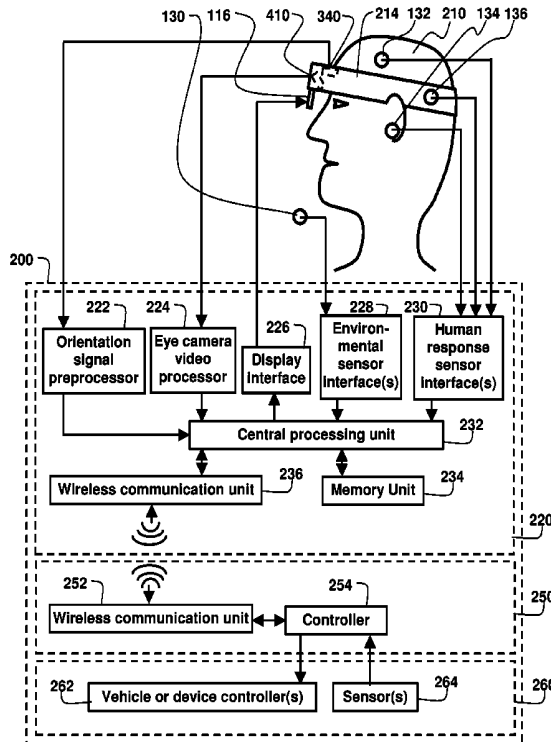 130 116 410 340 132 214 210 134 136
200
222 224 226 228 230
Orientation
signal
preprocessor
Eye camera
video
processor
Display
interface
Environ-
mental
sensor
interface(s)
Human
response
sensor
interface(s)
Central processing unit
232
Wireless communication unit
236
Memory Unit
234
220
252 254
Wireless communication unit
Controller
250
262
Vehicle or device controller(s)
Sensor(s)
264
260